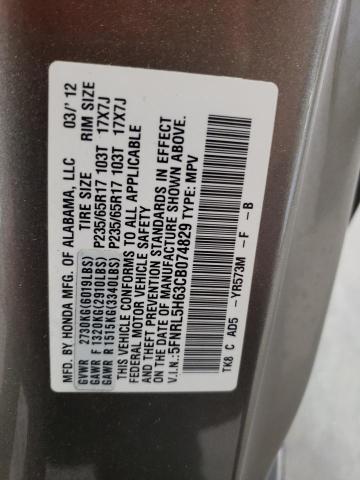 MFD. BY HONDA MFG. OF ALABAMA, LLC 03/'12
TIRE SIZE RIM SIZE
GVWR 2730KG(6019LBS)
GAWR F 1320KG(2910LBS) P235/65R17 103T 17X7J
GAWR R 1515KG(3340LBS) P235/65R17 103T 17X7J
THIS VEHICLE CONFORMS TO ALL APPLICABLE
FEDERAL MOTOR VEHICLE SAFETY
THEFT PREVENTION STANDARDS IN EFFECT
ON THE DATE OF MANUFACTURE SHOWN ABOVE.
V.I.N.:5FNRL5H63CB074829 TYPE: MPV
TK8 C AD5 -YR573M -F -B